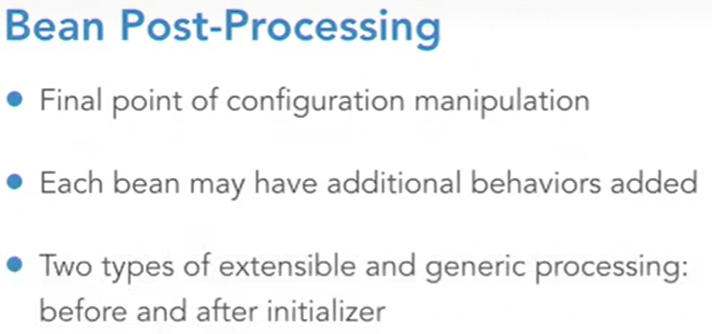 Bean Post-Processing
• Final point of configuration manipulation
• Each bean may have additional behaviors added
• Two types of extensible and generic processing:
before and after initializer